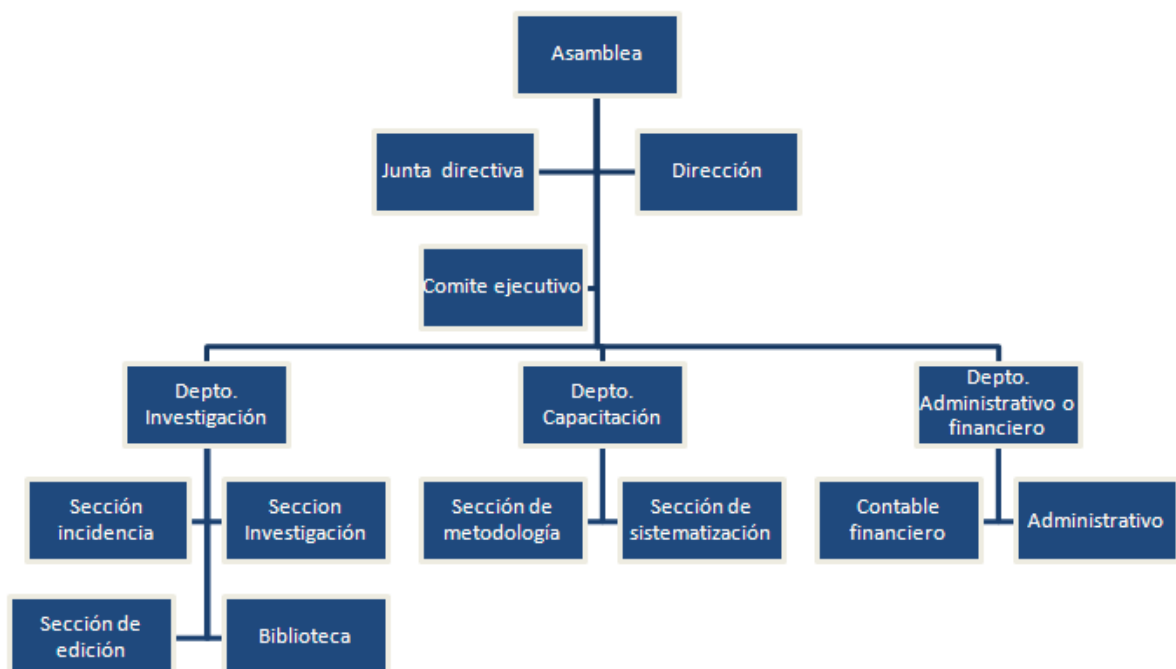 Asamblea
Junta directiva
Dirección
Comite ejecutivo
Depto.
Investigación
Depto.
Capacitación
Depto.
Administrativo o
financiero
Sección
incidencia
Seccion
Investigación
Sección de
metodología
Sección de
sistematización
Contable
financiero
Administrativo
Sección de
edición
Biblioteca